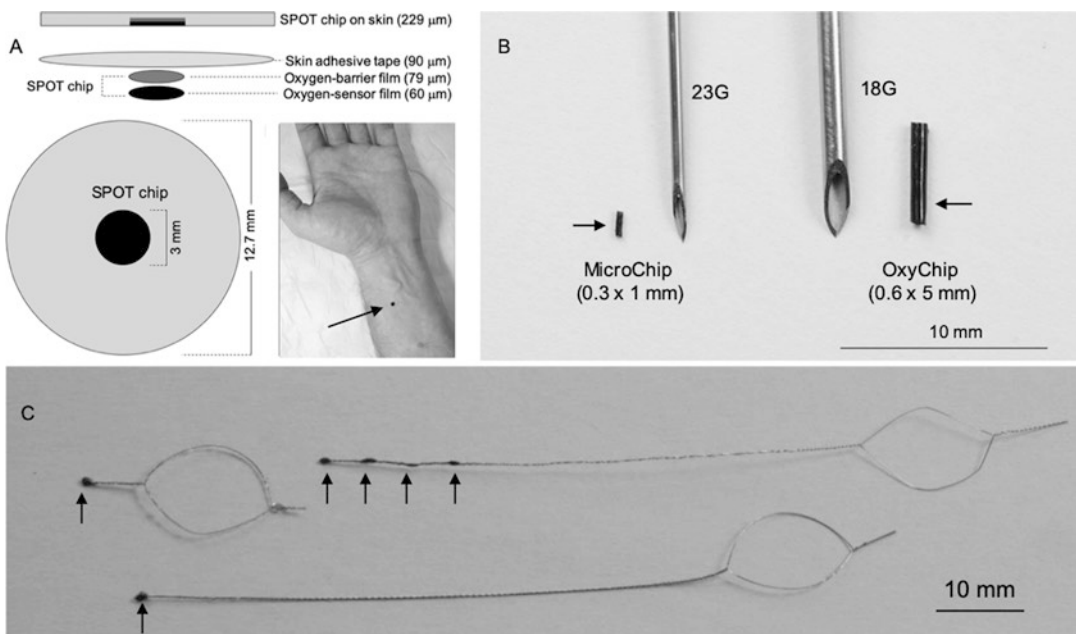 SPOT chip on skin (229 µm)
A
Skin adhesive tape (90 µm)
Oxygen-barrier film (79 µm)
SPOT chip
Oxygen-sensor film (60 µm)
SPOT chip
3 mm
12.7 mm
B
23G
18G
MicroChip
(0.3 x 1 mm)
OxyChip
(0.6 x 5 mm)
10 mm
C
10 mm